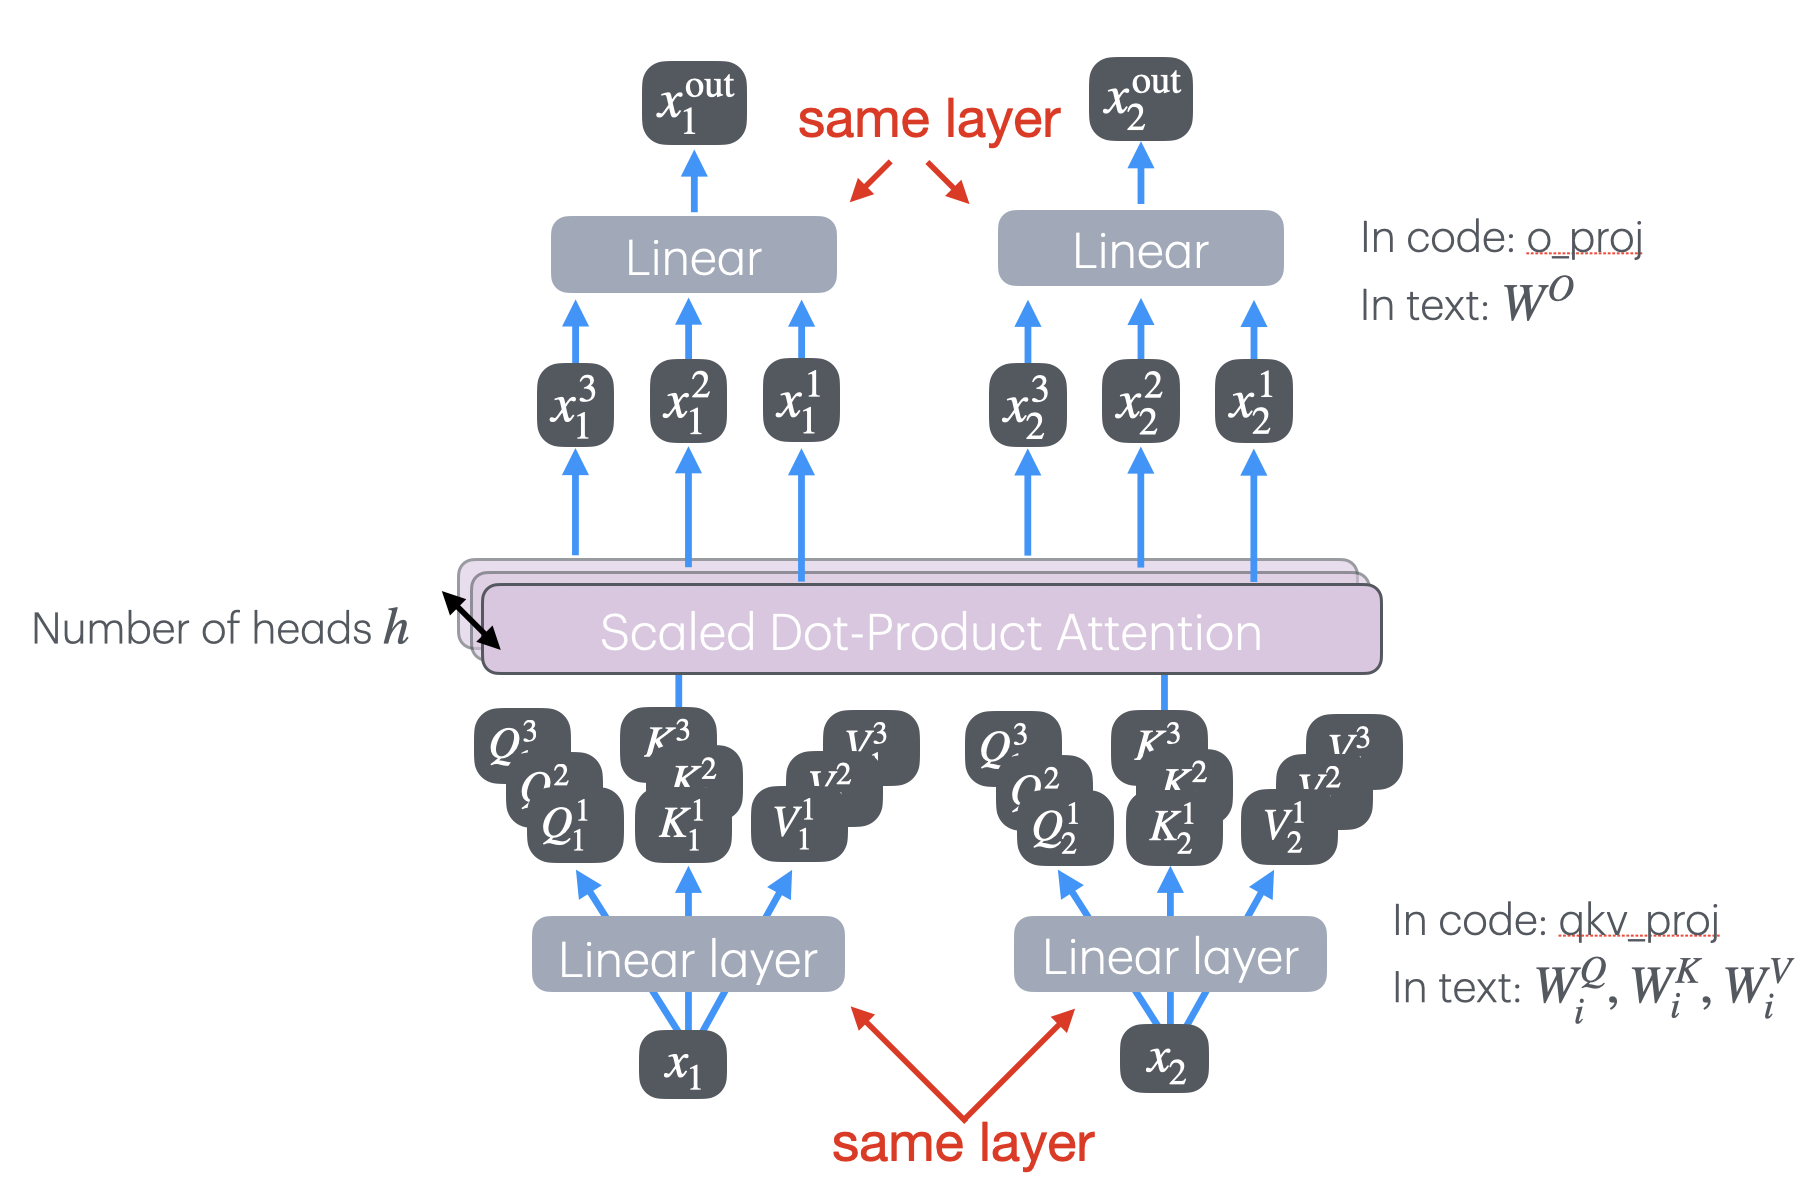 x_1^out
same layer
x_2^out
Linear
Linear
In code: o_proj
In text: W^O
x_1^3 x_1^2 x_1^1
x_2^3 x_2^2 x_2^1
Number of heads h
Scaled Dot-Product Attention
Q^3 K^3 V^3
Q^3 K^3 V^3
Q^2 K^2 V^2
Q^2 K^2 V^2
Q_1^1 K_1^1 V_1^1
Q_2^1 K_2^1 V_2^1
Linear layer
Linear layer
In code: qkv_proj
In text: W_i^Q, W_i^K, W_i^V
x_1
x_2
same layer